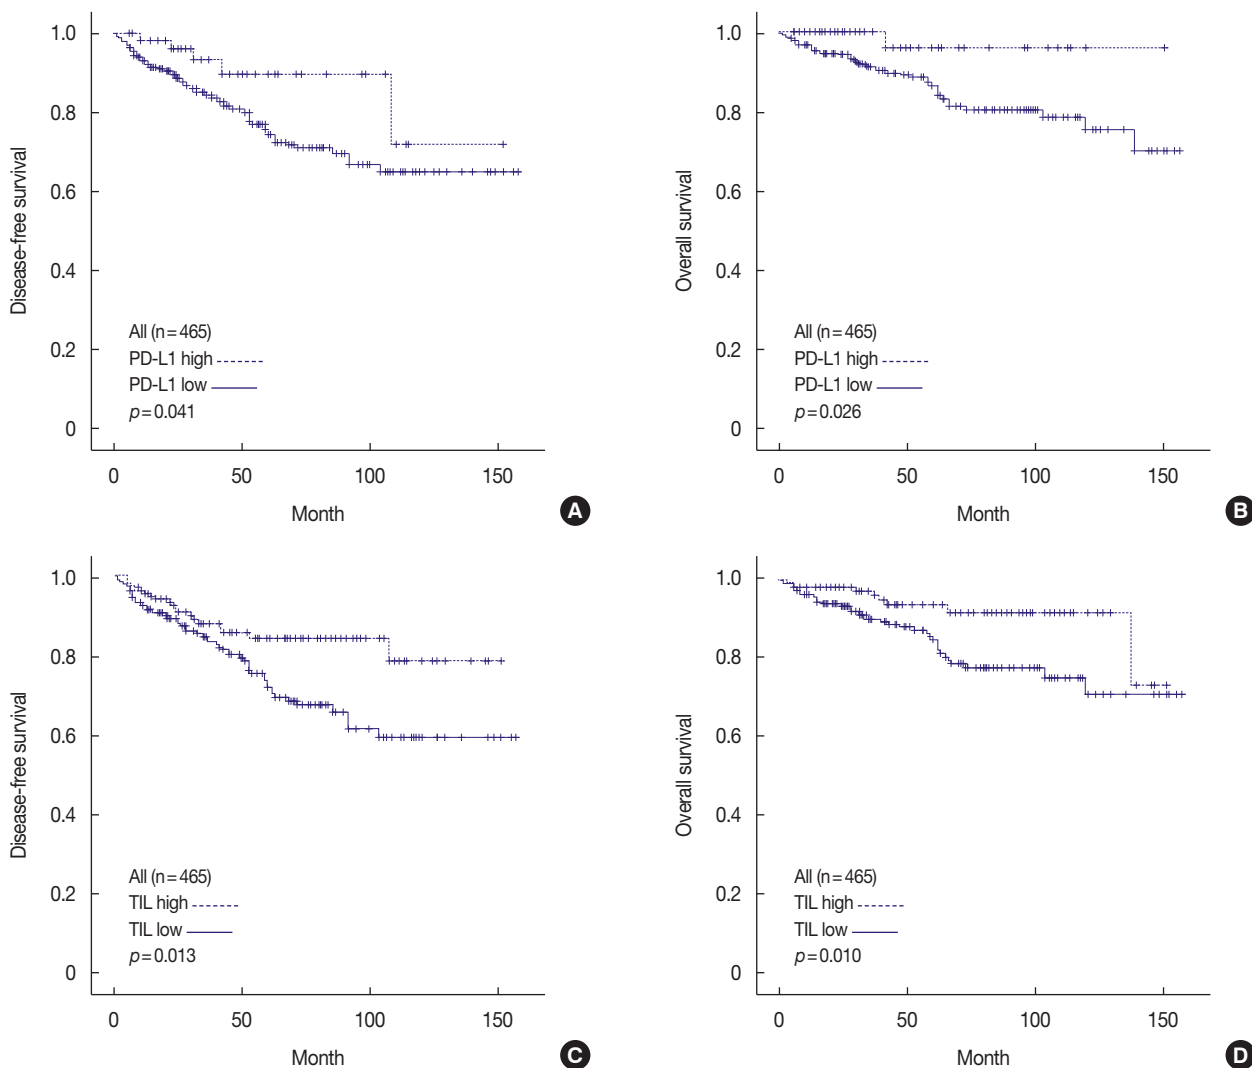 1.0
0.8
0.6
0.4
0.2
0
Disease-free survival
All (n=465)
PD-L1 high
PD-L1 low
p=0.041
0 50 100 150
Month
A
1.0
0.8
0.6
0.4
0.2
0
Overall survival
All (n=465)
PD-L1 high
PD-L1 low
p=0.026
0 50 100 150
Month
B
1.0
0.8
0.6
0.4
0.2
0
Disease-free survival
All (n=465)
TIL high
TIL low
p=0.013
0 50 100 150
Month
C
1.0
0.8
0.6
0.4
0.2
0
Overall survival
All (n=465)
TIL high
TIL low
p=0.010
0 50 100 150
Month
D